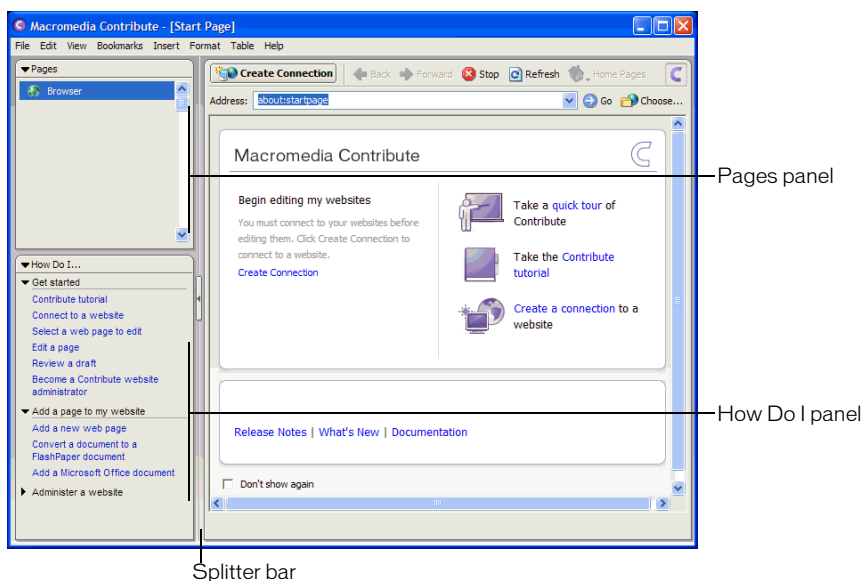 Macromedia Contribute - [Start Page]
File Edit View Bookmarks Insert Format Table Help
Pages
Browser
Create Connection Back Forward Stop Refresh Home Pages
Address: about:startpage Go Choose...
Macromedia Contribute
Begin editing my websites
You must connect to your websites before
editing them. Click Create Connection to
connect to a website.
Create Connection
Take a quick tour of
Contribute
Take the Contribute
tutorial
Create a connection to a
website
Release Notes | What's New | Documentation
Don't show again
How Do I...
Get started
Contribute tutorial
Connect to a website
Select a web page to edit
Edit a page
Review a draft
Become a Contribute website
administrator
Add a page to my website
Add a new web page
Convert a document to a
FlashPaper document
Add a Microsoft Office document
Administer a website
Pages panel
How Do I panel
Splitter bar